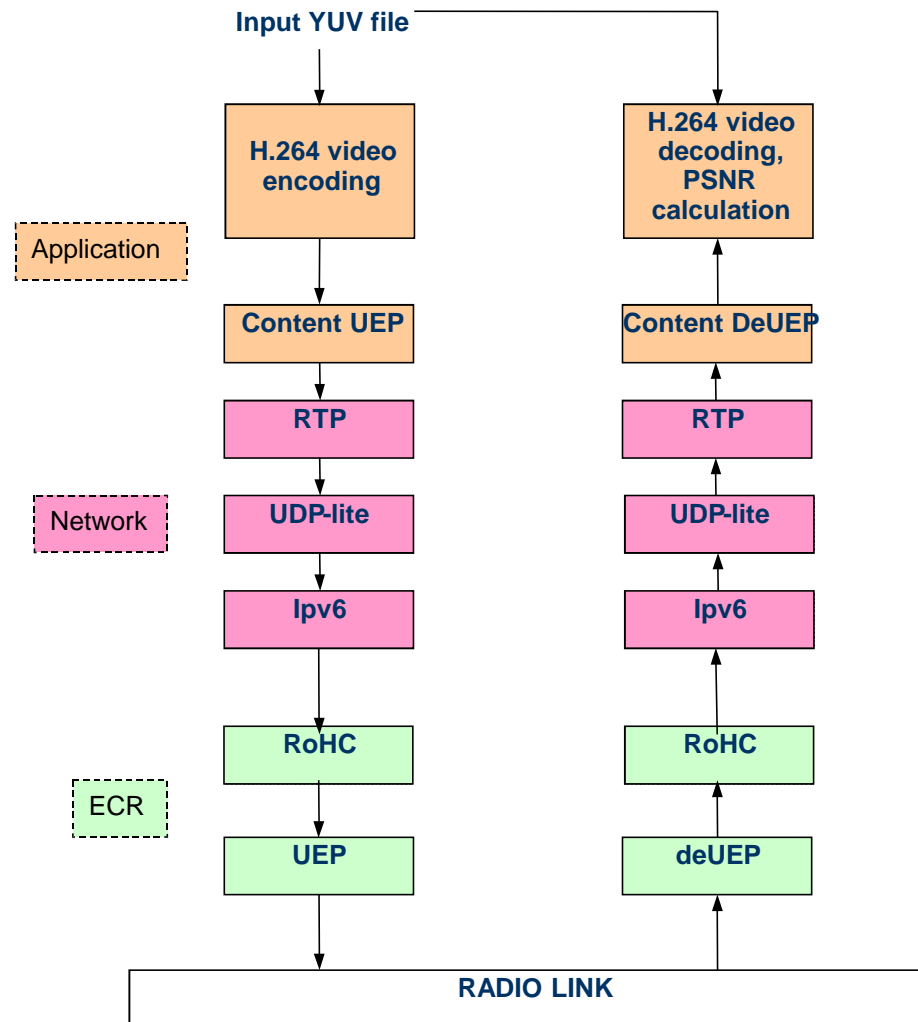 Input YUV file
H.264 video
encoding
H.264 video
decoding,
PSNR
calculation
Application
Content UEP
Content DeUEP
RTP
RTP
Network
UDP-lite
UDP-lite
Ipv6
Ipv6
RoHC
RoHC
ECR
UEP
deUEP
RADIO LINK